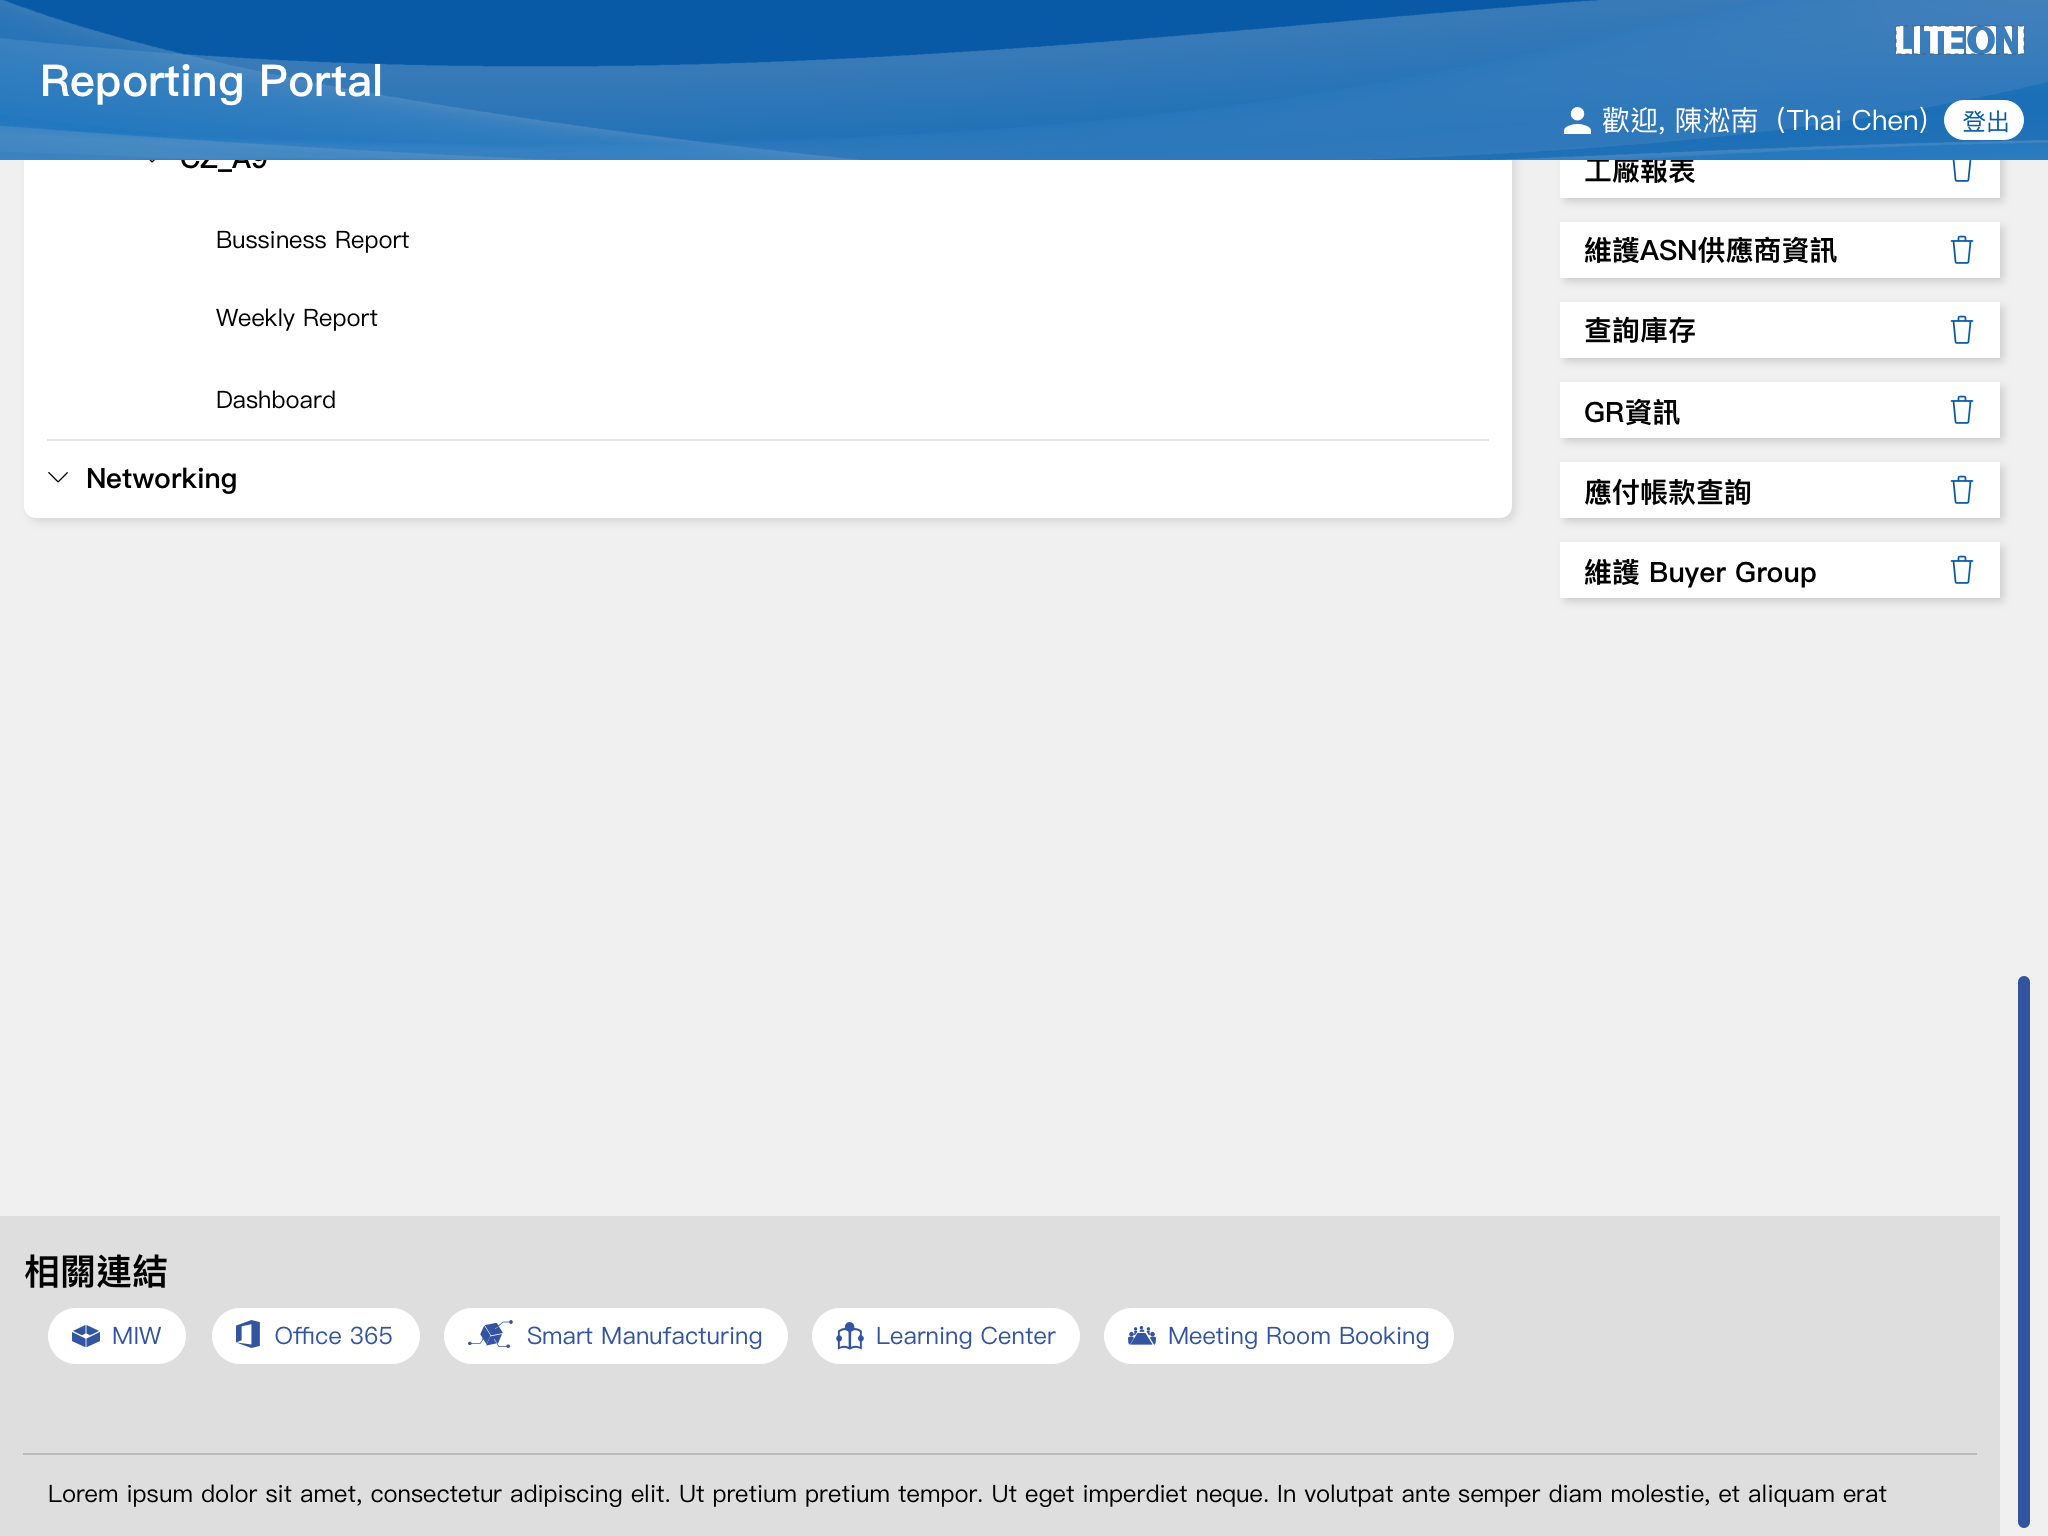 LITEON
Reporting Portal
歡迎, 陳淞南（Thai Chen）
登出
CZ_A9
Bussiness Report
Weekly Report
Dashboard
Networking
工廠報表
維護ASN供應商資訊
查詢庫存
GR資訊
應付帳款查詢
維護 Buyer Group
相關連結
MIW
Office 365
Smart Manufacturing
Learning Center
Meeting Room Booking
Lorem ipsum dolor sit amet, consectetur adipiscing elit. Ut pretium pretium tempor. Ut eget imperdiet neque. In volutpat ante semper diam molestie, et aliquam erat